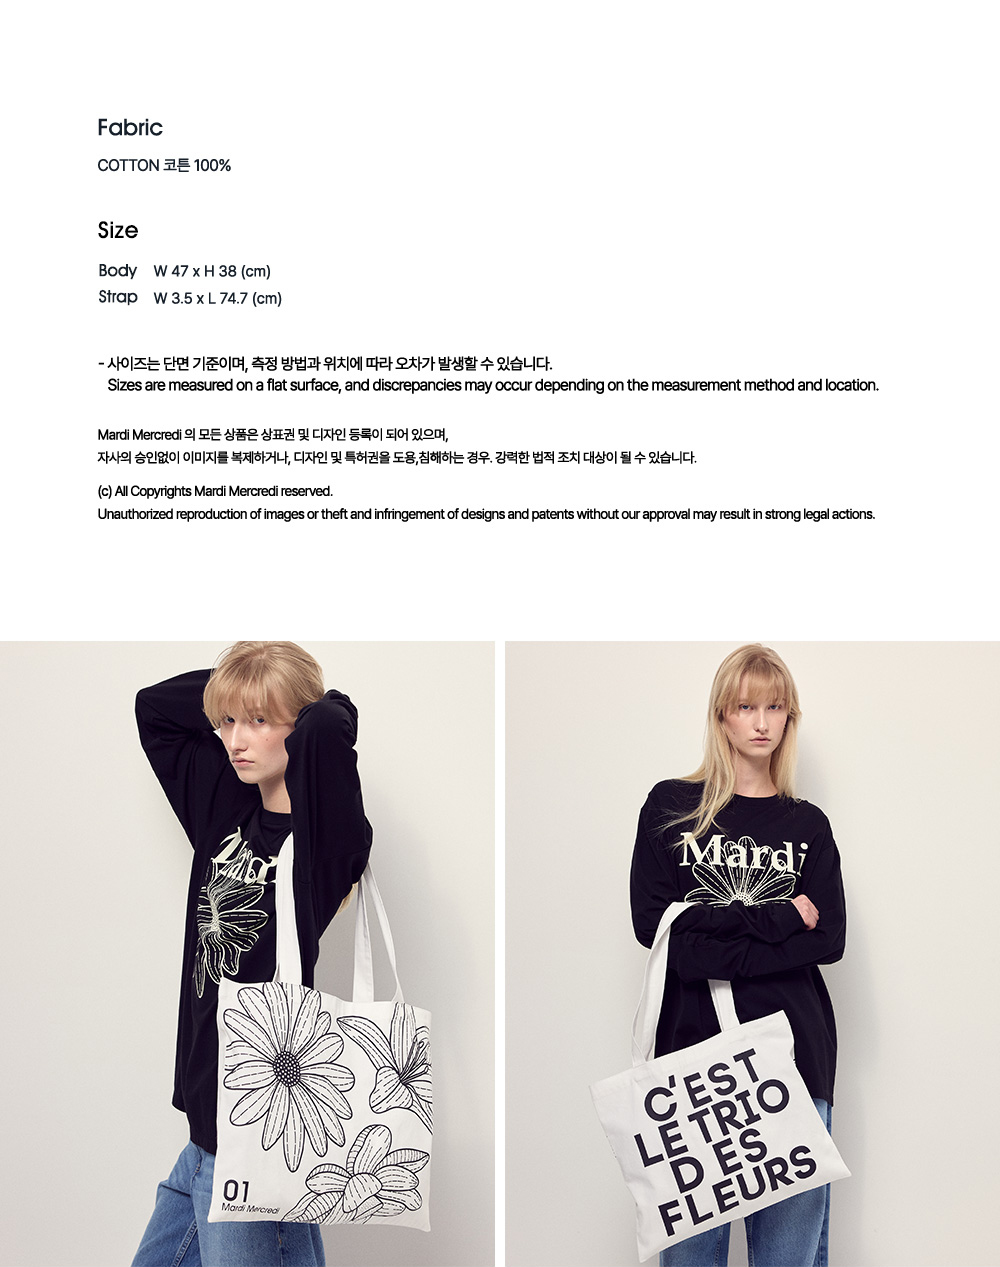 Fabric
COTTON 코튼 100%
Size
Body W 47 x H 38 (cm)
Strap W 3.5 x L 74.7 (cm)
- 사이즈는 단면 기준이며, 측정 방법과 위치에 따라 오차가 발생할 수 있습니다.
Sizes are measured on a flat surface, and discrepancies may occur depending on the measurement method and location.
Mardi Mercredi 의 모든 상품은 상표권 및 디자인 등록이 되어 있으며,
자사의 승인없이 이미지를 복제하거나, 디자인 및 특허권을 도용,침해하는 경우. 강력한 법적 조치 대상이 될 수 있습니다.
(c) All Copyrights Mardi Mercredi reserved.
Unauthorized reproduction of images or theft and infringement of designs and patents without our approval may result in strong legal actions.
Mardi
01
Mardi Mercredi
Mardi
C'EST
LE TRIO
DES
FLEURS